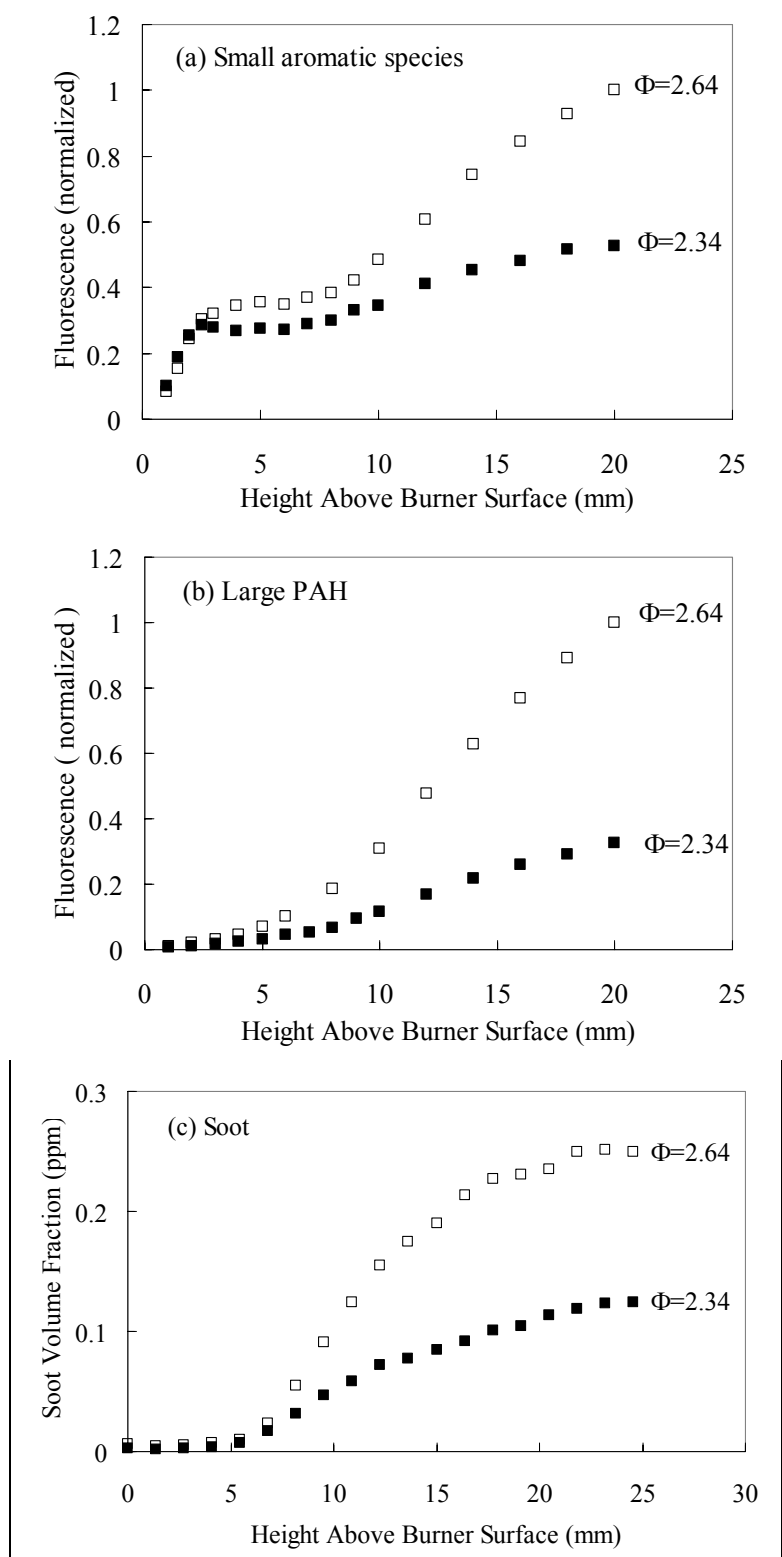 1.2
(a) Small aromatic species
Φ=2.64
1
0.8
Fluorescence (normalized)
0.6
Φ=2.34
0.4
0.2
0
0 5 10 15 20 25
Height Above Burner Surface (mm)
1.2
(b) Large PAH
Φ=2.64
1
0.8
Fluorescence ( normalized )
0.6
0.4
Φ=2.34
0.2
0
0 5 10 15 20 25
Height Above Burner Surface (mm)
0.3
(c) Soot
Φ=2.64
Soot Volume Fraction (ppm)
0.2
Φ=2.34
0.1
0
0 5 10 15 20 25 30
Height Above Burner Surface (mm)